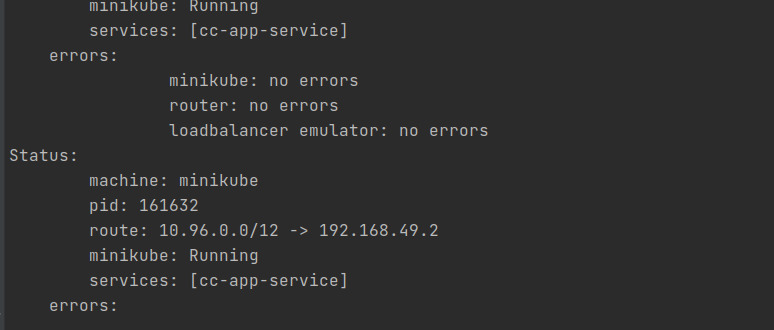 minikube: Running
services: [cc-app-service]
errors:
minikube: no errors
router: no errors
loadbalancer emulator: no errors
Status:
machine: minikube
pid: 161632
route: 10.96.0.0/12 -> 192.168.49.2
minikube: Running
services: [cc-app-service]
errors: